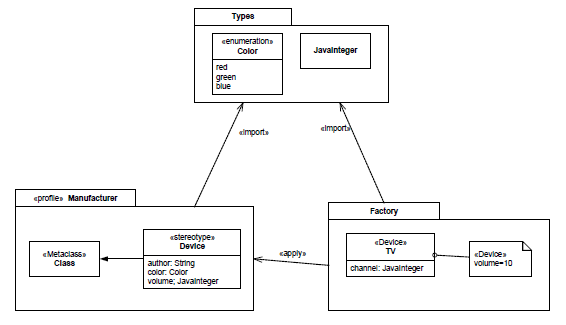 Types
«enumeration»
Color
red
green
blue
JavaInteger
«import»
«import»
«profile» Manufacturer
«Metaclass»
Class
«stereotype»
Device
author: String
color: Color
volume; JavaInteger
«apply»
Factory
«Device»
TV
channel: JavaInteger
«Device»
volume=10